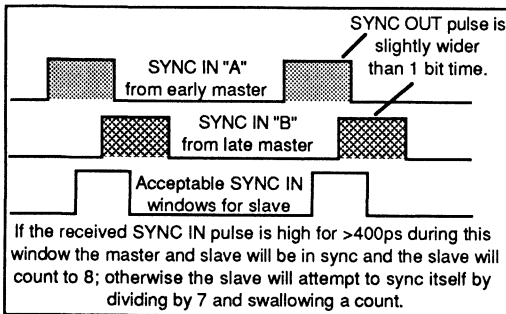 SYNC OUT pulse is
slightly wider
than 1 bit time.
SYNC IN "A"
from early master
SYNC IN "B"
from late master
Acceptable SYNC IN
windows for slave
If the received SYNC IN pulse is high for >400ps during this
window the master and slave will be in sync and the slave will
count to 8; otherwise the slave will attempt to sync itself by
dividing by 7 and swallowing a count.